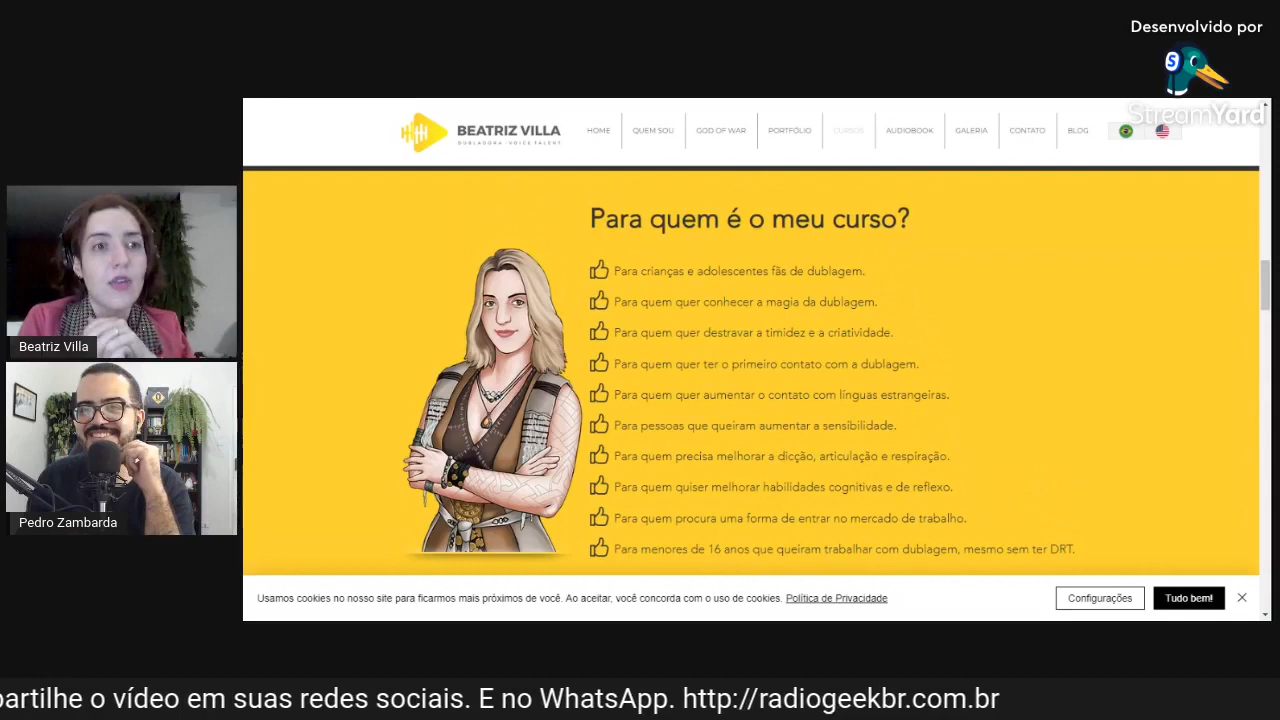 Desenvolvido por
StreamYard
BEATRIZ VILLA
DUBLADORA · VOICE TALENT
HOME
QUEM SOU
GOD OF WAR
PORTFÓLIO
CURSOS
AUDIOBOOK
GALERIA
CONTATO
BLOG
Para quem é o meu curso?
Para crianças e adolescentes fãs de dublagem.
Para quem quer conhecer a magia da dublagem.
Para quem quer destravar a timidez e a criatividade.
Para quem quer ter o primeiro contato com a dublagem.
Para quem quer aumentar o contato com línguas estrangeiras.
Para pessoas que queiram aumentar a sensibilidade.
Para quem precisa melhorar a dicção, articulação e respiração.
Para quem quiser melhorar habilidades cognitivas e de reflexo.
Para quem procura uma forma de entrar no mercado de trabalho.
Para menores de 16 anos que queiram trabalhar com dublagem, mesmo sem ter DRT.
Beatriz Villa
Pedro Zambarda
Usamos cookies no nosso site para ficarmos mais próximos de você. Ao aceitar, você concorda com o uso de cookies. Política de Privacidade
Configurações
Tudo bem!
partilhe o vídeo em suas redes sociais. E no WhatsApp. http://radiogeekbr.com.br